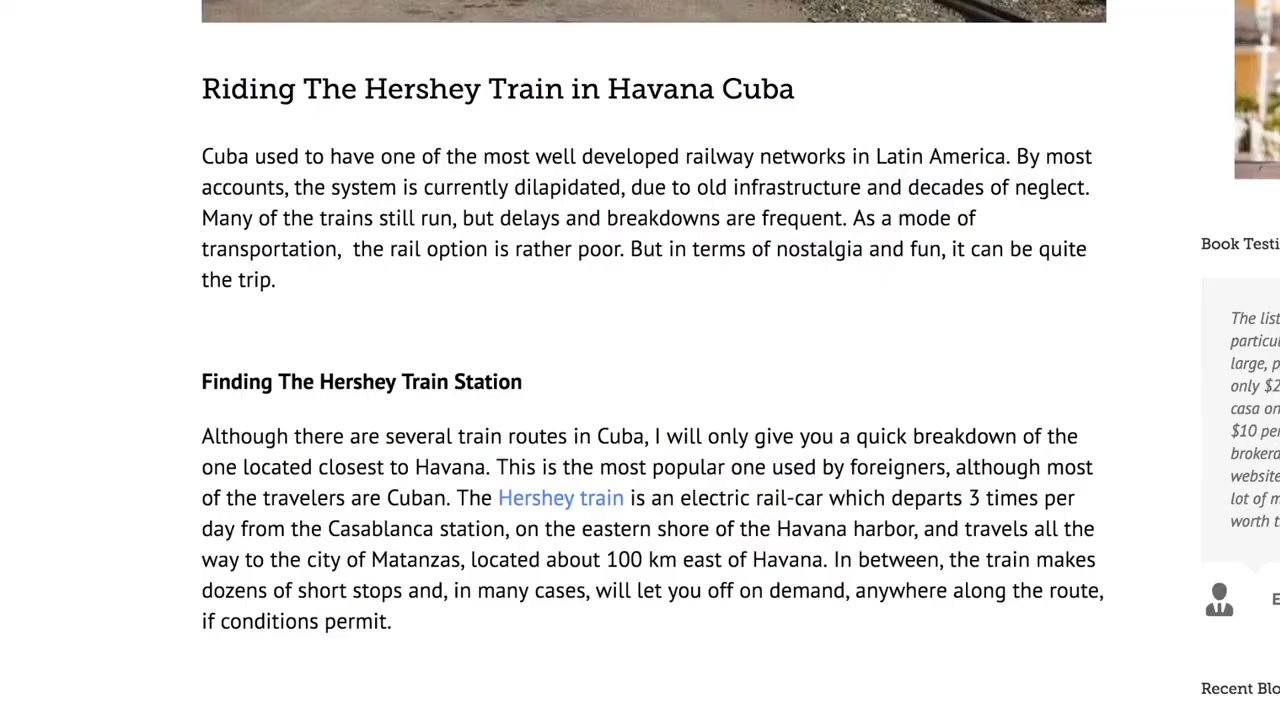 Riding The Hershey Train in Havana Cuba
Cuba used to have one of the most well developed railway networks in Latin America. By most
accounts, the system is currently dilapidated, due to old infrastructure and decades of neglect.
Many of the trains still run, but delays and breakdowns are frequent. As a mode of
transportation,  the rail option is rather poor. But in terms of nostalgia and fun, it can be quite
the trip.
Finding The Hershey Train Station
Although there are several train routes in Cuba, I will only give you a quick breakdown of the
one located closest to Havana. This is the most popular one used by foreigners, although most
of the travelers are Cuban. The Hershey train is an electric rail-car which departs 3 times per
day from the Casablanca station, on the eastern shore of the Havana harbor, and travels all the
way to the city of Matanzas, located about 100 km east of Havana. In between, the train makes
dozens of short stops and, in many cases, will let you off on demand, anywhere along the route,
if conditions permit.
Book Testi
The list
particul
large, p
only $2
casa on
$10 per
brokera
website
lot of m
worth t
E
Recent Blo